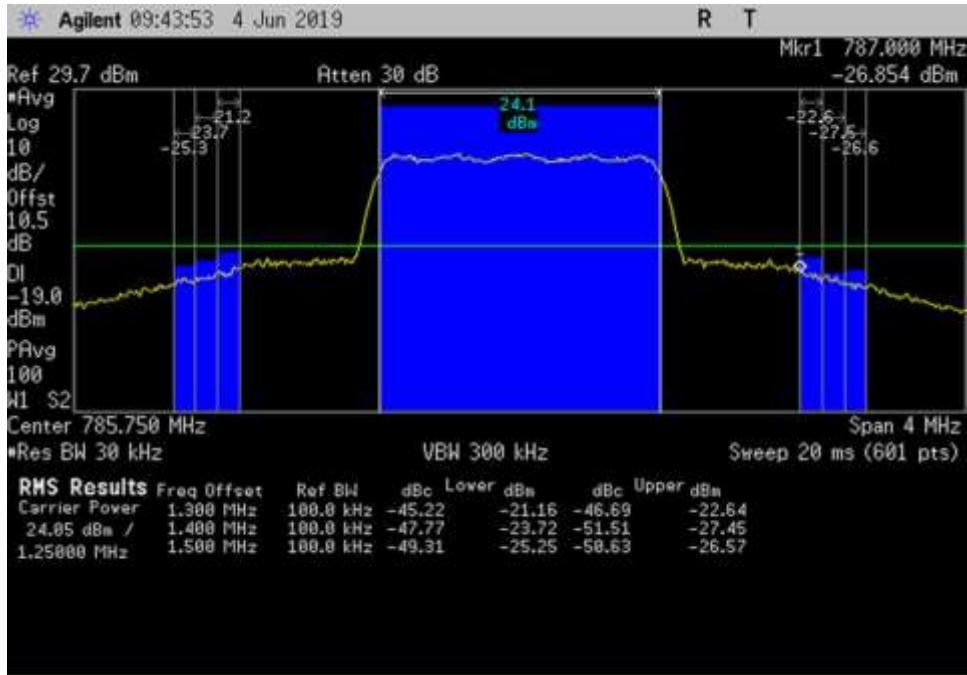 Agilent 09:43:53 4 Jun 2019 R T
Mkr1 787.000 MHz
Ref 29.7 dBm Atten 30 dB -26.854 dBm
*Avg
Log
10
dB/
Offst
10.5
dB
DI
-19.0
dBm
PAvg
100
W1 S2
24.1
dBm
-21.2
-23.7
-25.3
-22.6
-27.5
-26.6
1
Center 785.750 MHz Span 4 MHz
*Res BW 30 kHz VBW 300 kHz Sweep 20 ms (601 pts)
RMS Results Freq Offset Ref BW dBc Lower dBm dBc Upper dBm
Carrier Power 1.300 MHz 100.0 kHz -45.22 -21.16 -46.69 -22.64
24.05 dBm / 1.400 MHz 100.0 kHz -47.77 -23.72 -51.51 -27.45
1.25000 MHz 1.500 MHz 100.0 kHz -49.31 -25.25 -50.63 -26.57